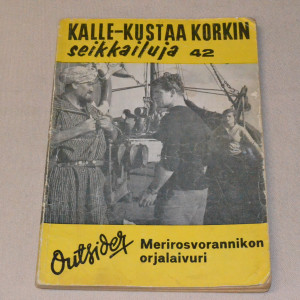 KALLE-KUSTAA KORKIN
seikkailuja 42
Outsider
Merirosvorannikon
orjalaivuri